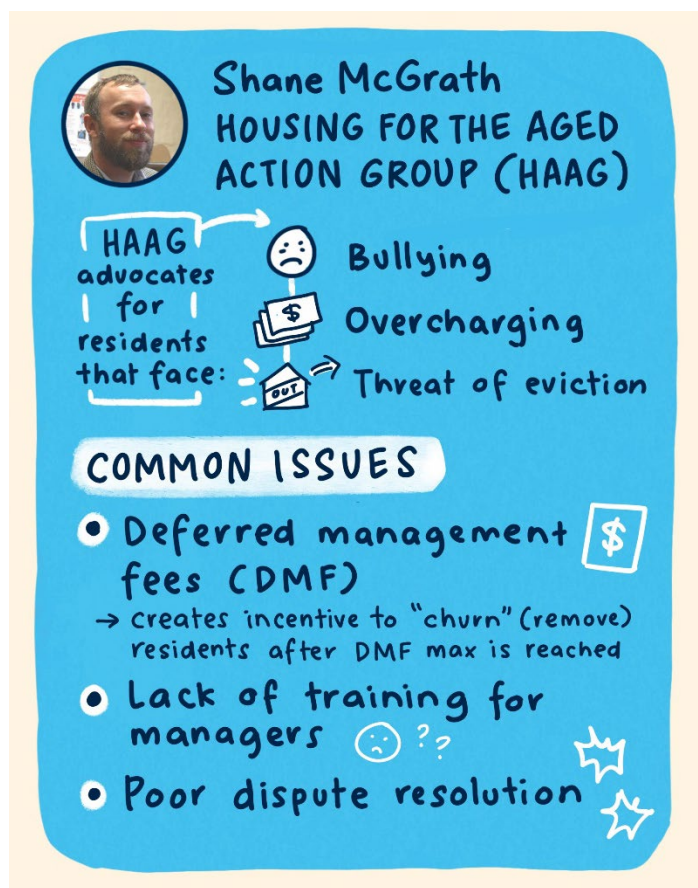 Shane McGrath
HOUSING FOR THE AGED
ACTION GROUP (HAAG)
HAAG
advocates
for
residents
that face:
Bullying
$
Overcharging
OUT
Threat of eviction
COMMON ISSUES
• Deferred management
fees (DMF)
$
→ creates incentive to "churn" (remove)
residents after DMF max is reached
• Lack of training for
managers
??
• Poor dispute resolution